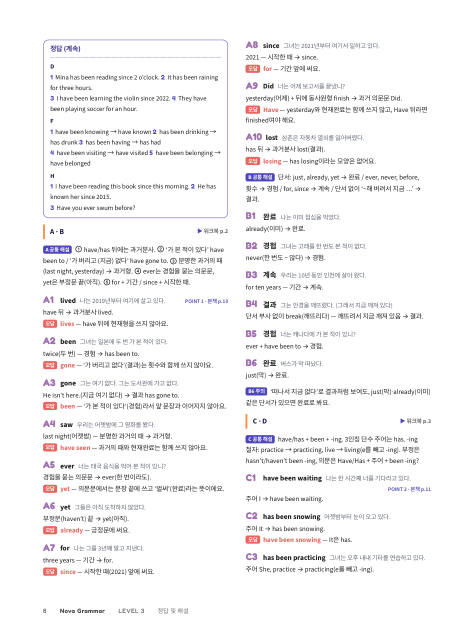 정답 (계속)
D
1 Mina has been reading since 2 o'clock. 2 It has been raining
for three hours.
3 I have been learning the violin since 2022. 4 They have
been playing soccer for an hour.
F
1 have been knowing → have known 2 has been drinking →
has drunk 3 has been having → has had
4 have been visiting → have visited 5 have been belonging →
have belonged
H
1 I have been reading this book since this morning. 2 He has
known her since 2015.
3 Have you ever swum before?
A · B
▶ 워크북 p.2
A 공통 해설 ① have/has 뒤에는 과거분사. ② '가 본 적이 있다' have
been to / '가 버리고 (지금) 없다' have gone to. ③ 분명한 과거의 때
(last night, yesterday) → 과거형. ④ ever는 경험을 묻는 의문문,
yet은 부정문 끝(아직). ⑤ for + 기간 / since + 시작한 때.
A1 lived 나는 2019년부터 여기에 살고 있다. POINT 1 · 본책 p.10
have 뒤 → 과거분사 lived.
오답 lives — have 뒤에 현재형을 쓰지 않아요.
A2 been 그녀는 일본에 두 번 가 본 적이 있다.
twice(두 번) — 경험 → has been to.
오답 gone — '가 버리고 없다'(결과)는 횟수와 함께 쓰지 않아요.
A3 gone 그는 여기 없다. 그는 도서관에 가고 없다.
He isn't here.(지금 여기 없다) → 결과 has gone to.
오답 been — '가 본 적이 있다'(경험)라서 앞 문장과 이어지지 않아요.
A4 saw 우리는 어젯밤에 그 영화를 봤다.
last night(어젯밤) — 분명한 과거의 때 → 과거형.
오답 have seen — 과거의 때와 현재완료는 함께 쓰지 않아요.
A5 ever 너는 태국 음식을 먹어 본 적이 있니?
경험을 묻는 의문문 → ever(한 번이라도).
오답 yet — 의문문에서는 문장 끝에 쓰고 '벌써'(완료)라는 뜻이에요.
A6 yet 그들은 아직 도착하지 않았다.
부정문(haven't) 끝 → yet(아직).
오답 already — 긍정문에 써요.
A7 for 나는 그를 3년째 알고 지낸다.
three years — 기간 → for.
오답 since — 시작한 때(2021) 앞에 써요.
A8 since 그녀는 2021년부터 여기서 일하고 있다.
2021 — 시작한 때 → since.
오답 for — 기간 앞에 써요.
A9 Did 너는 어제 보고서를 끝냈니?
yesterday(어제) + 뒤에 동사원형 finish → 과거 의문문 Did.
오답 Have — yesterday와 현재완료는 함께 쓰지 않고, Have 뒤라면
finished여야 해요.
A10 lost 삼촌은 자동차 열쇠를 잃어버렸다.
has 뒤 → 과거분사 lost(결과).
오답 losing — has losing이라는 모양은 없어요.
B 공통 해설 단서: just, already, yet → 완료 / ever, never, before,
횟수 → 경험 / for, since → 계속 / 단서 없이 '~해 버려서 지금 …' →
결과.
B1 완료 나는 이미 점심을 먹었다.
already(이미) → 완료.
B2 경험 그녀는 고래를 한 번도 본 적이 없다.
never(한 번도 ~ 않다) → 경험.
B3 계속 우리는 10년 동안 인천에 살아 왔다.
for ten years — 기간 → 계속.
B4 결과 그는 안경을 깨뜨렸다. (그래서 지금 깨져 있다)
단서 부사 없이 break(깨뜨리다) — 깨뜨려서 지금 깨져 있음 → 결과.
B5 경험 너는 캐나다에 가 본 적이 있니?
ever + have been to → 경험.
B6 완료 버스가 막 떠났다.
just(막) → 완료.
B6 주의 '떠나서 지금 없다'로 결과처럼 보여도, just(막)·already(이미)
같은 단서가 있으면 완료로 봐요.
C · D
▶ 워크북 p.3
C 공통 해설 have/has + been + -ing, 3인칭 단수 주어는 has. -ing
철자: practice → practicing, live → living(e를 빼고 -ing). 부정은
hasn't/haven't been -ing, 의문은 Have/Has + 주어 + been -ing?
C1 have been waiting 나는 한 시간째 너를 기다리고 있다.
POINT 2 · 본책 p.11
주어 I → have been waiting.
C2 has been snowing 어젯밤부터 눈이 오고 있다.
주어 It → has been snowing.
오답 have been snowing — It은 has.
C3 has been practicing 그녀는 오후 내내 기타를 연습하고 있다.
주어 She, practice → practicing(e를 빼고 -ing).
8 Nova Grammar LEVEL 3 정답 및 해설